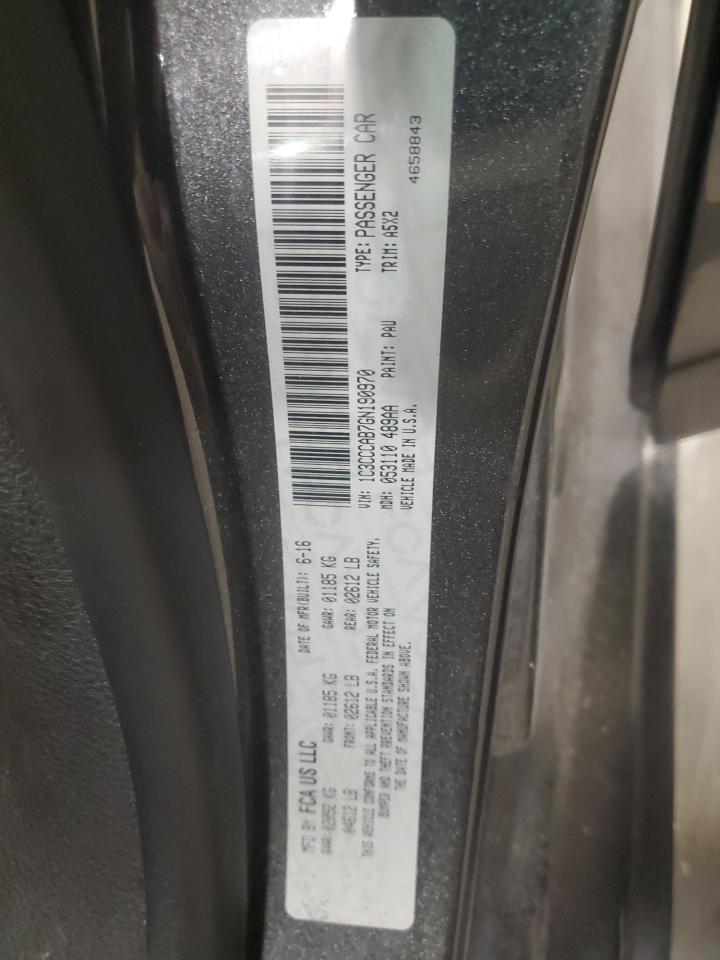 MFD BY FCA US LLC DATE OF MFR(BUILT): 6-16
GAWR: 01185 KG GAWR: 01185 KG
04612 LB FRONT: 02612 LB REAR: 02612 LB
THIS VEHICLE CONFORMS TO ALL APPLICABLE U.S.A. FEDERAL MOTOR VEHICLE SAFETY,
BUMPER AND THEFT PREVENTION STANDARDS IN EFFECT ON
THE DATE OF MANUFACTURE SHOWN ABOVE.
VIN: 1C3CCCAB7GN190970 TYPE: PASSENGER CAR
MDH: 053110 489AA PAINT: PAU TRIM: A5X2
VEHICLE MADE IN U.S.A.
4658843